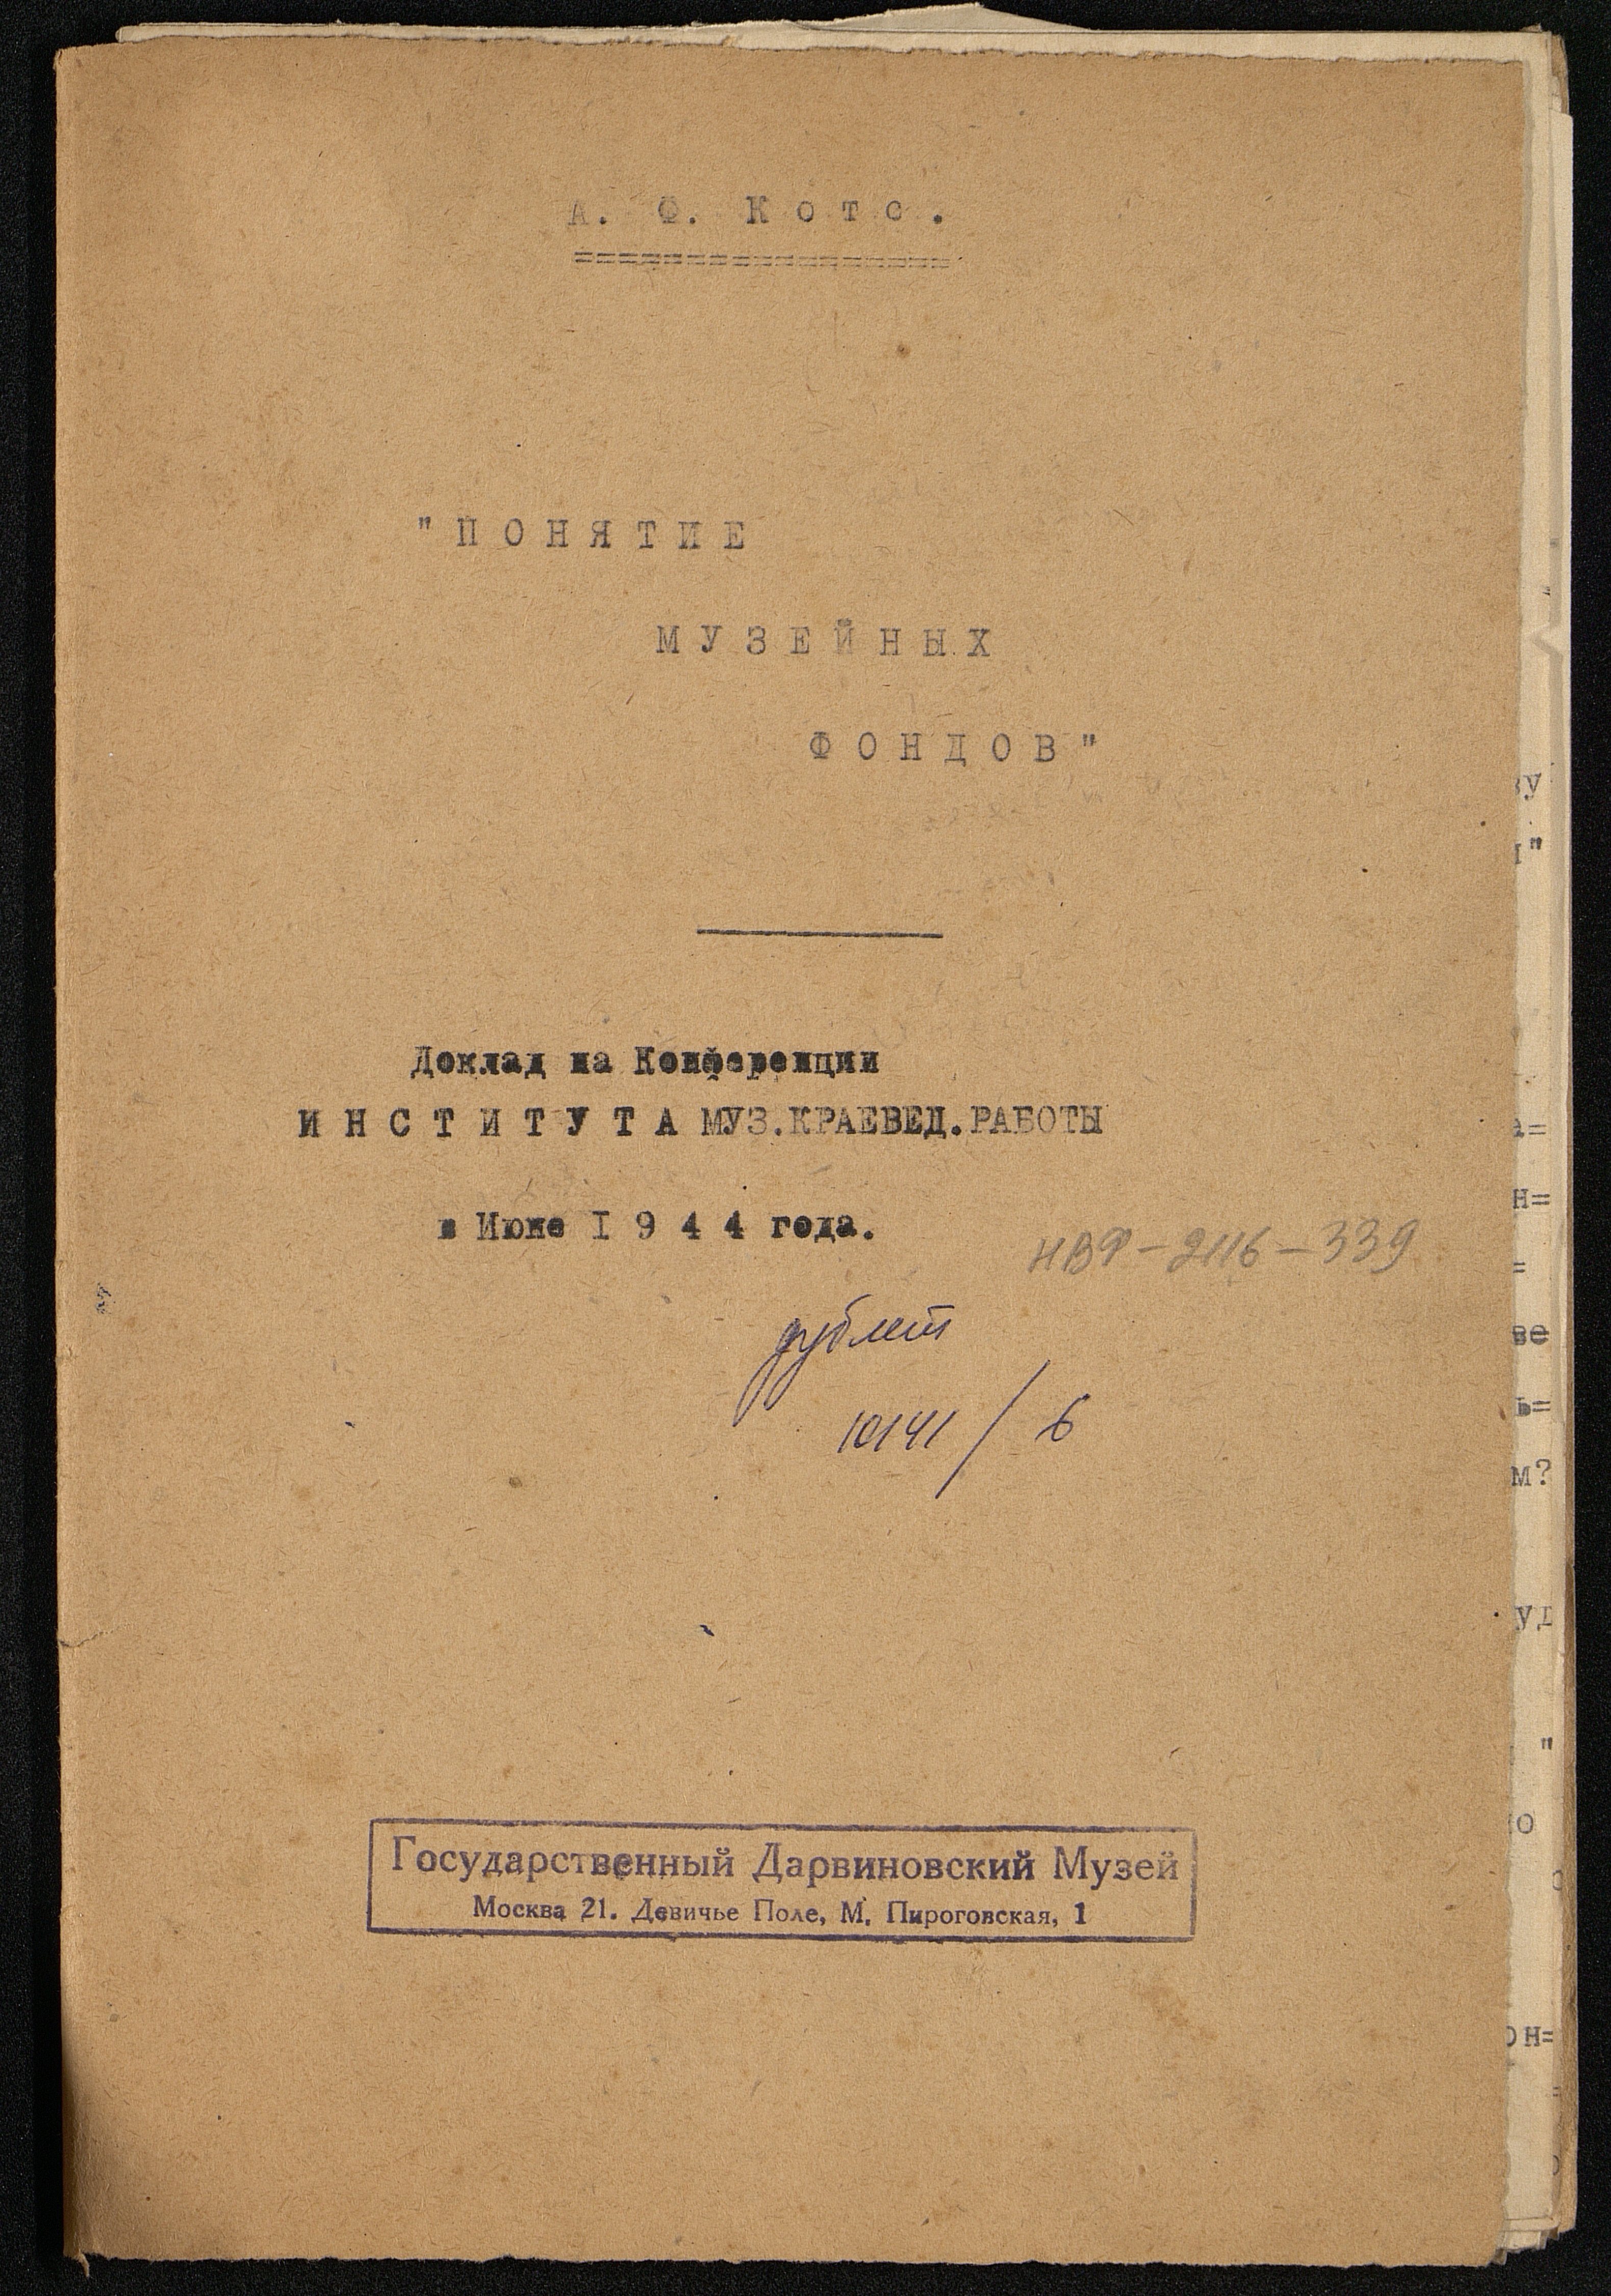 А. Ф. Котс.
"ПОНЯТИЕ
МУЗЕЙНЫХ
ФОНДОВ"
Доклад на Конференции
ИНСТИТУТА МУЗ.КРАЕВЕД.РАБОТЫ
в Июне I944 года.
НВФ-2116-339
дублет
10141/6
Государственный Дарвиновский Музей
Москва 21. Девичье Поле, М. Пироговская, 1